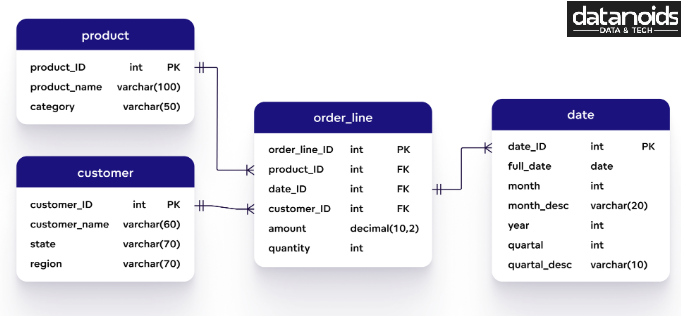 datanoids
DATA & TECH
product
product_ID int PK
product_name varchar(100)
category varchar(50)
customer
customer_ID int PK
customer_name varchar(60)
state varchar(70)
region varchar(70)
order_line
order_line_ID int PK
product_ID int FK
date_ID int FK
customer_ID int FK
amount decimal(10,2)
quantity int
date
date_ID int PK
full_date date
month int
month_desc varchar(20)
year int
quartal int
quartal_desc varchar(10)